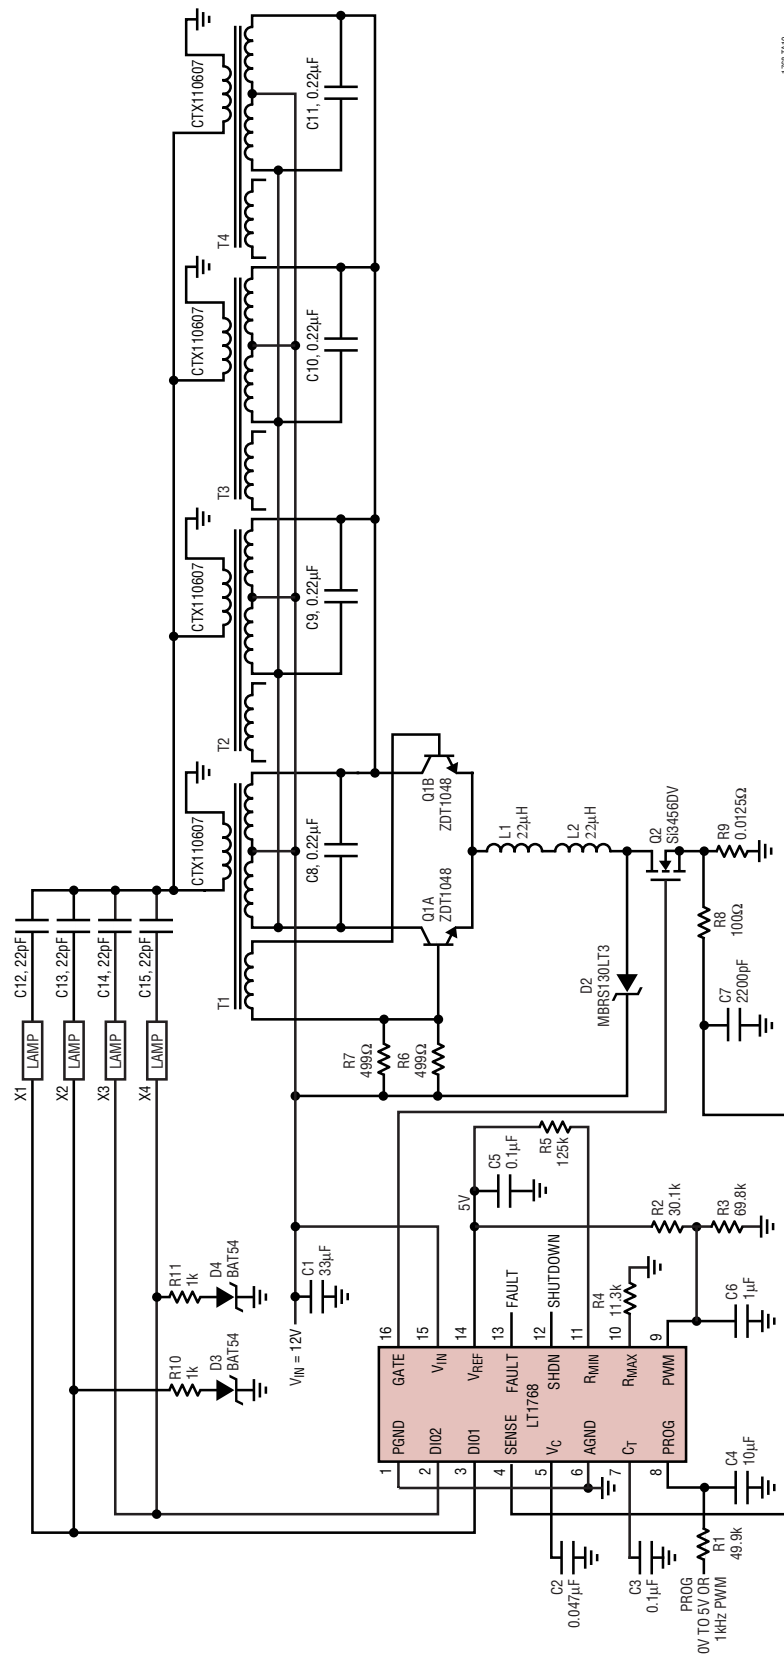 CTX110607
C11, 0.22µF
T4
CTX110607
C10, 0.22µF
T3
CTX110607
C9, 0.22µF
T2
CTX110607
C8, 0.22µF
T1
C12, 22pF
C13, 22pF
C14, 22pF
C15, 22pF
X1
LAMP
X2
LAMP
X3
LAMP
X4
LAMP
Q1A
ZDT1048
Q1B
ZDT1048
L1
22µH
L2
22µH
Q2
Si3456DV
R9
0.0125Ω
R8
100Ω
C7
2200pF
D2
MBRS130LT3
R7
499Ω
R6
499Ω
R11
1k
D4
BAT54
R10
1k
D3
BAT54
VIN = 12V
C1
33µF
5V
C5
0.1µF
R5
125k
R2
30.1k
R3
69.8k
R4
11.3k
C6
1µF
FAULT
SHUTDOWN
LT1768
1 PGND
2 DIO2
3 DIO1
4 SENSE
5 VC
6 AGND
7 CT
8 PROG
16 GATE
15 VIN
14 VREF
13 FAULT
12 SHDN
11 RMIN
10 RMAX
9 PWM
C2
0.047µF
C3
0.1µF
C4
10µF
R1
49.9k
PROG
0V TO 5V OR
1kHz PWM